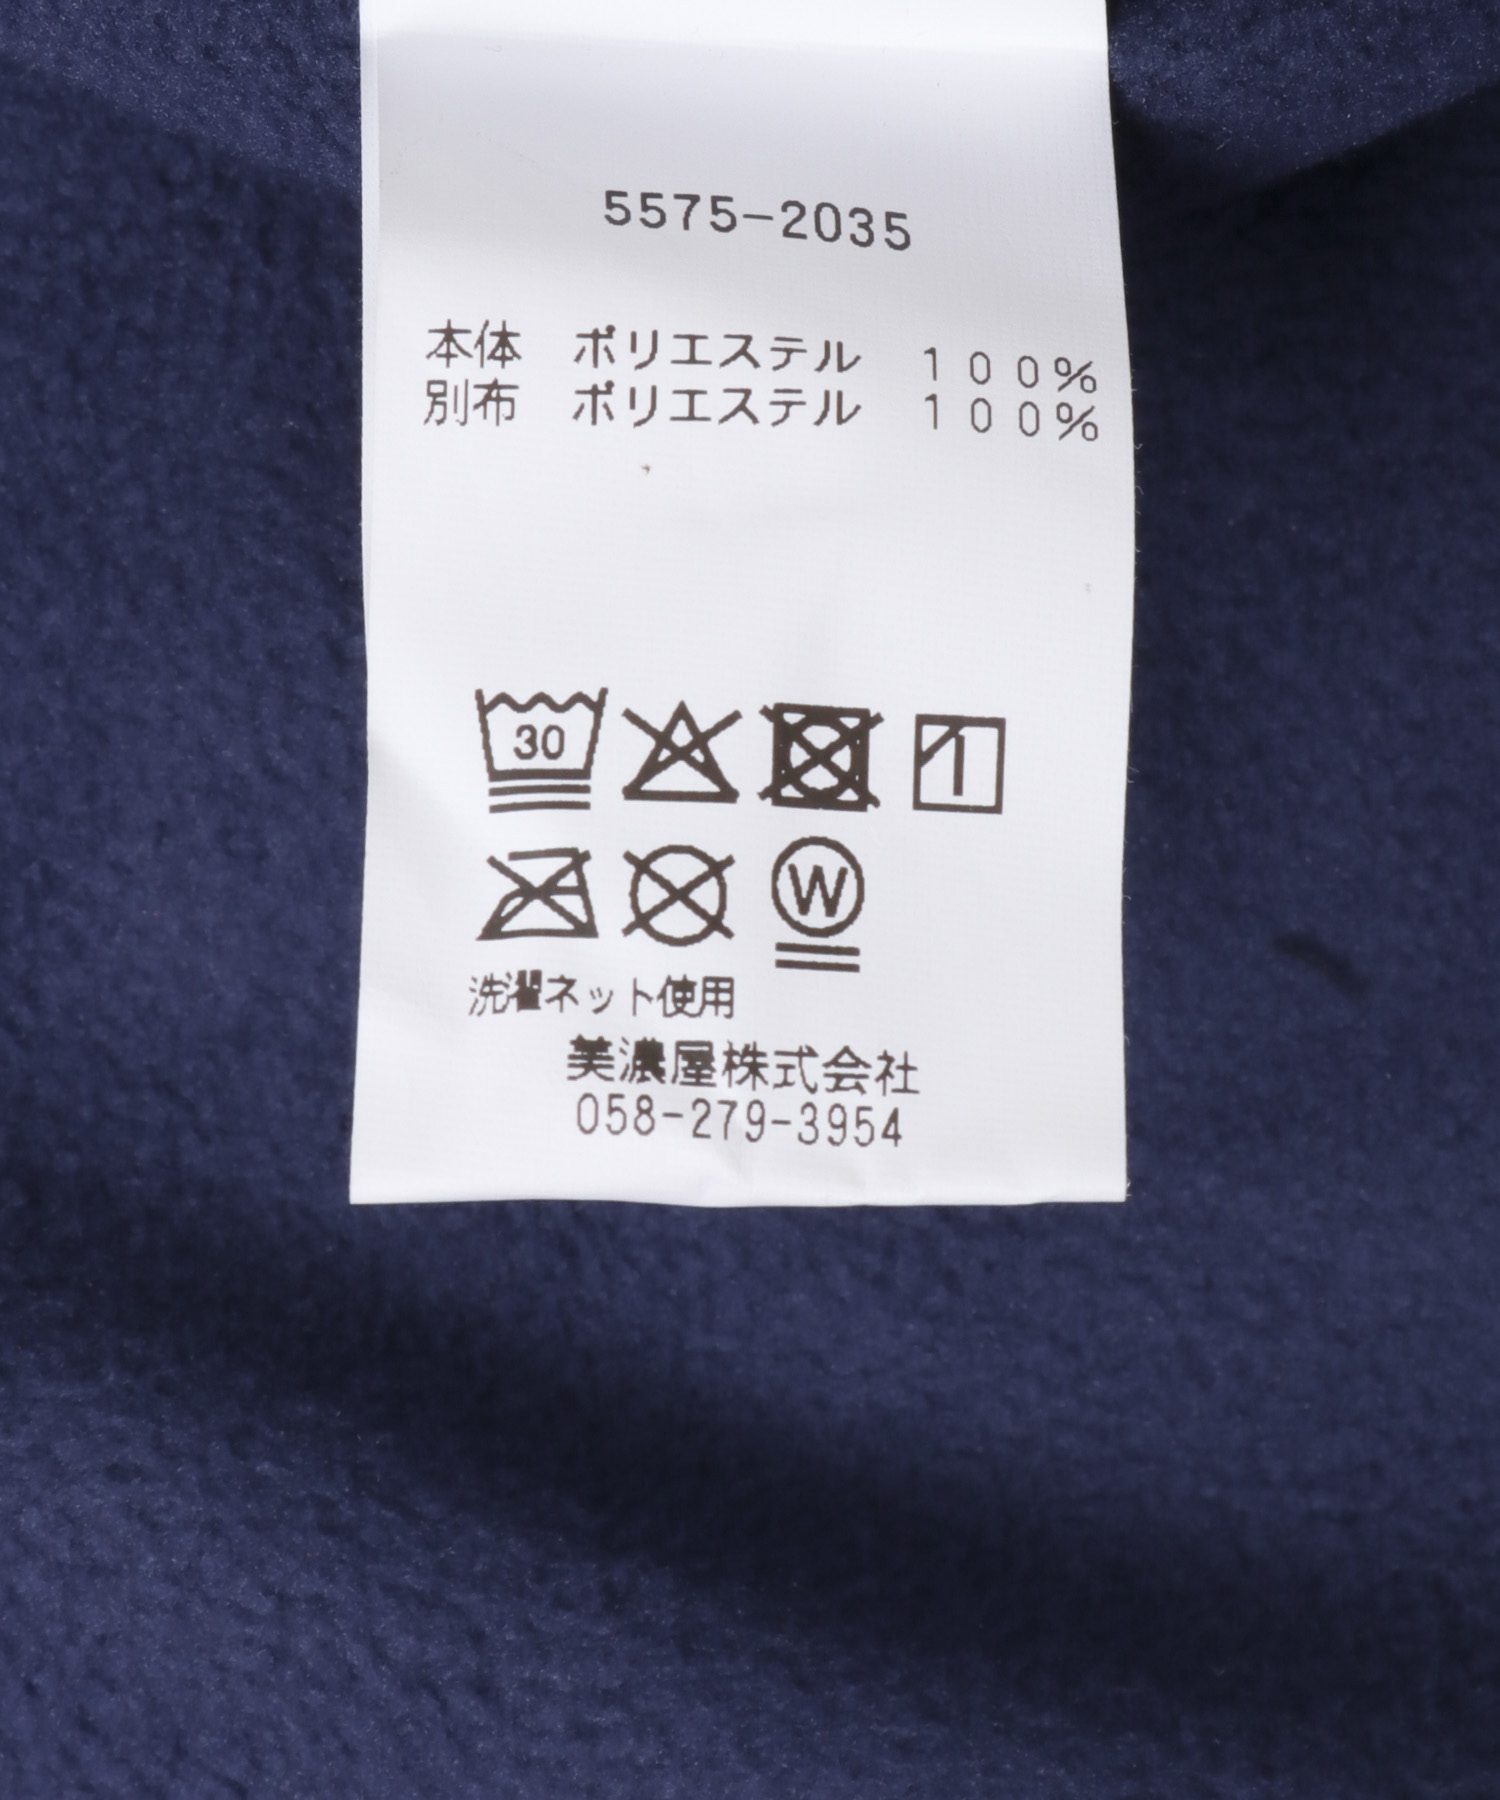 5575-2035
本体 ポリエステル 100%
別布 ポリエステル 100%
30
W
洗濯ネット使用
美濃屋株式会社
058-279-3954